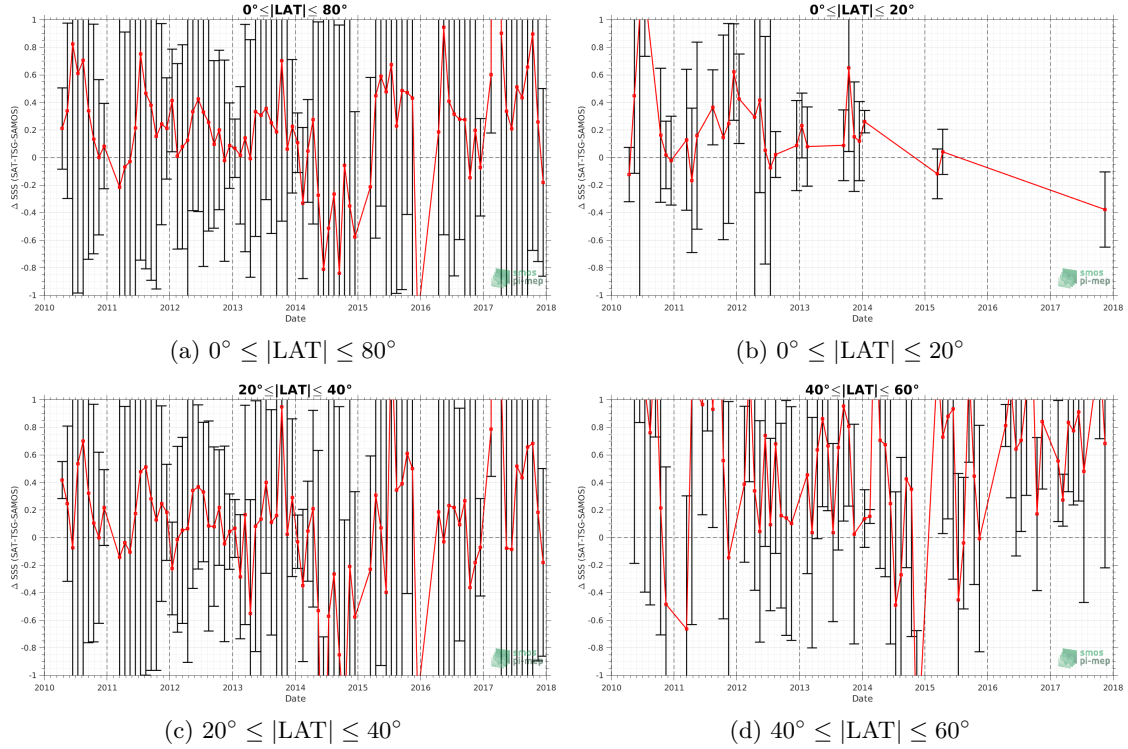 0°≤|LAT|≤ 80°
1
0.8
0.6
0.4
0.2
0
-0.2
-0.4
-0.6
-0.8
-1
Δ SSS (SAT-TSG-SAMOS)
2010 2011 2012 2013 2014 2015 2016 2017 2018
Date
smos
pi-mep
(a) 0° ≤ |LAT| ≤ 80°
0°≤|LAT|≤ 20°
1
0.8
0.6
0.4
0.2
0
-0.2
-0.4
-0.6
-0.8
-1
Δ SSS (SAT-TSG-SAMOS)
2010 2011 2012 2013 2014 2015 2016 2017 2018
Date
smos
pi-mep
(b) 0° ≤ |LAT| ≤ 20°
20°≤|LAT|≤ 40°
1
0.8
0.6
0.4
0.2
0
-0.2
-0.4
-0.6
-0.8
-1
Δ SSS (SAT-TSG-SAMOS)
2010 2011 2012 2013 2014 2015 2016 2017 2018
Date
smos
pi-mep
(c) 20° ≤ |LAT| ≤ 40°
40°≤|LAT|≤ 60°
1
0.8
0.6
0.4
0.2
0
-0.2
-0.4
-0.6
-0.8
-1
Δ SSS (SAT-TSG-SAMOS)
2010 2011 2012 2013 2014 2015 2016 2017 2018
Date
smos
pi-mep
(d) 40° ≤ |LAT| ≤ 60°